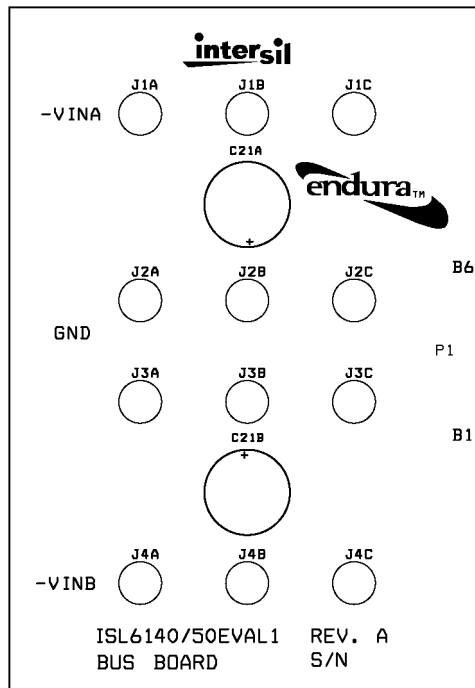 intersil
J1A J1B J1C
-VINA
C21A
endura™
+
B6
J2A J2B J2C
GND
P1
J3A J3B J3C
B1
C21B
+
J4A J4B J4C
-VINB
ISL6140/50EVAL1 REV. A
BUS BOARD S/N